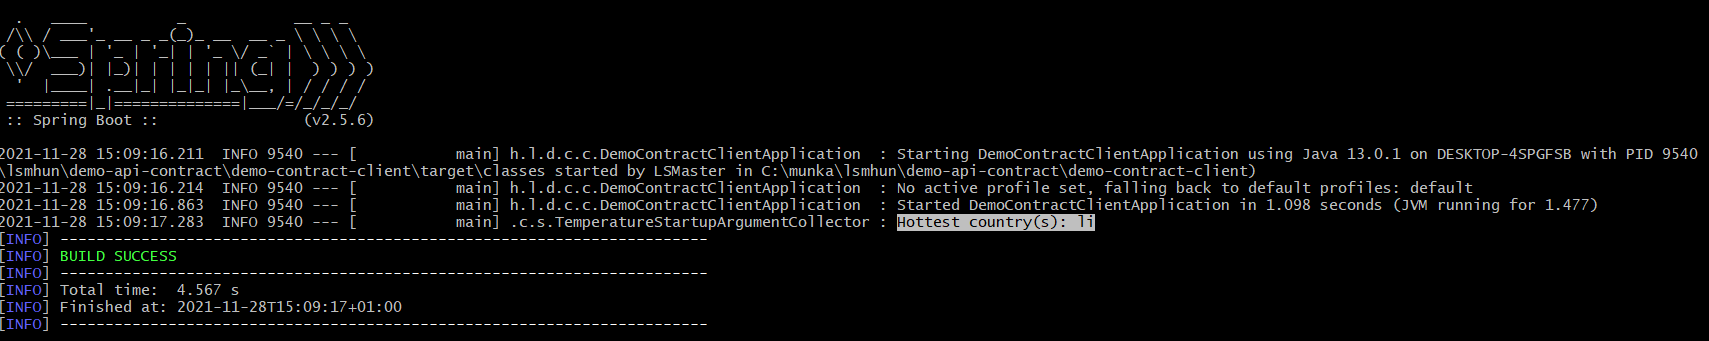 .   ____          _            __ _ _
 /\\ / ___'_ __ _ _(_)_ __  __ _ \ \ \ \
( ( )\___ | '_ | '_| | '_ \/ _` | \ \ \ \
 \\/  ___)| |_)| | | | | || (_| |  ) ) ) )
  '  |____| .__|_| |_|_| |_\__, | / / / /
 =========|_|==============|___/=/_/_/_/
 :: Spring Boot ::                (v2.5.6)
2021-11-28 15:09:16.211  INFO 9540 --- [           main] h.l.d.c.c.DemoContractClientApplication  : Starting DemoContractClientApplication using Java 13.0.1 on DESKTOP-4SPGFSB with PID 9540
\lsmhun\demo-api-contract\demo-contract-client\target\classes started by LSMaster in C:\munka\lsmhun\demo-api-contract\demo-contract-client)
2021-11-28 15:09:16.214  INFO 9540 --- [           main] h.l.d.c.c.DemoContractClientApplication  : No active profile set, falling back to default profiles: default
2021-11-28 15:09:16.863  INFO 9540 --- [           main] h.l.d.c.c.DemoContractClientApplication  : Started DemoContractClientApplication in 1.098 seconds (JVM running for 1.477)
2021-11-28 15:09:17.283  INFO 9540 --- [           main] .c.s.TemperatureStartupArgumentCollector : Hottest country(s): li
[INFO] ------------------------------------------------------------------------
[INFO] BUILD SUCCESS
[INFO] ------------------------------------------------------------------------
[INFO] Total time:  4.567 s
[INFO] Finished at: 2021-11-28T15:09:17+01:00
[INFO] ------------------------------------------------------------------------